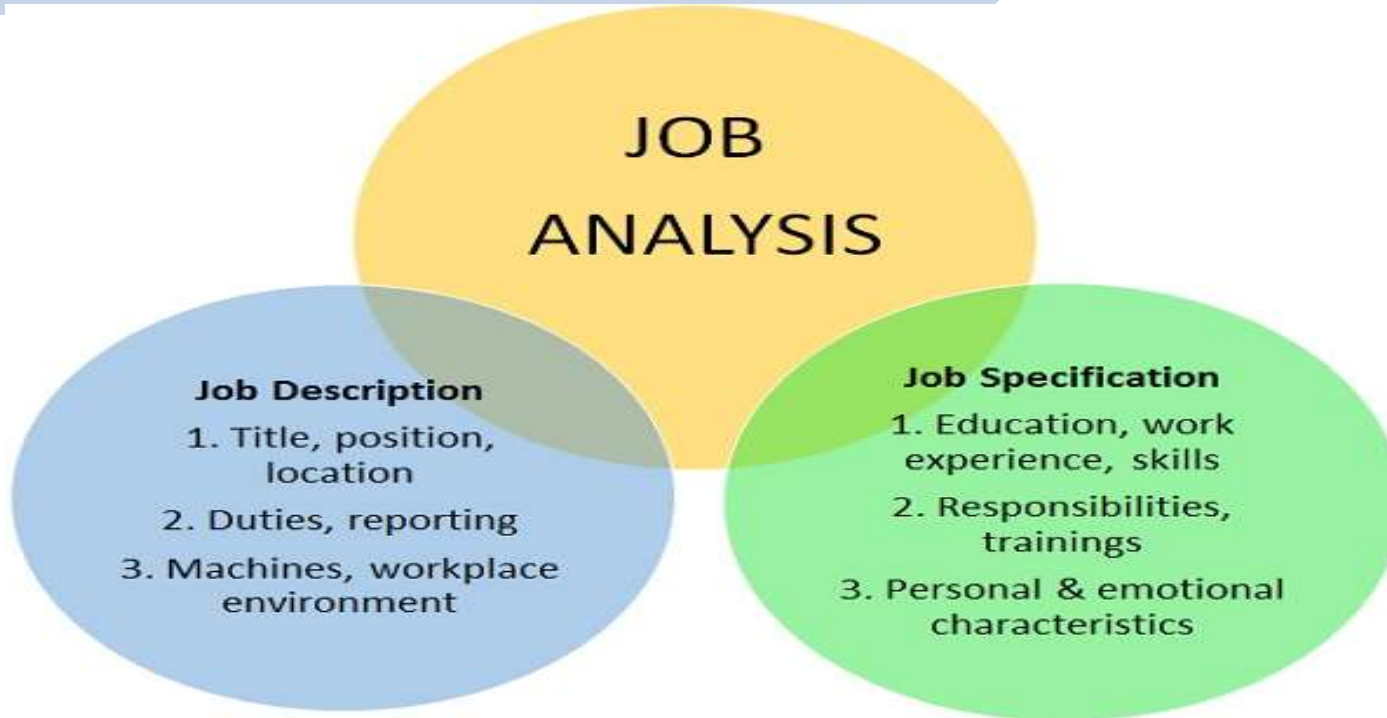 JOB
ANALYSIS
Job Description
1. Title, position,
location
2. Duties, reporting
3. Machines, workplace
environment
Job Specification
1. Education, work
experience, skills
2. Responsibilities,
trainings
3. Personal & emotional
characteristics